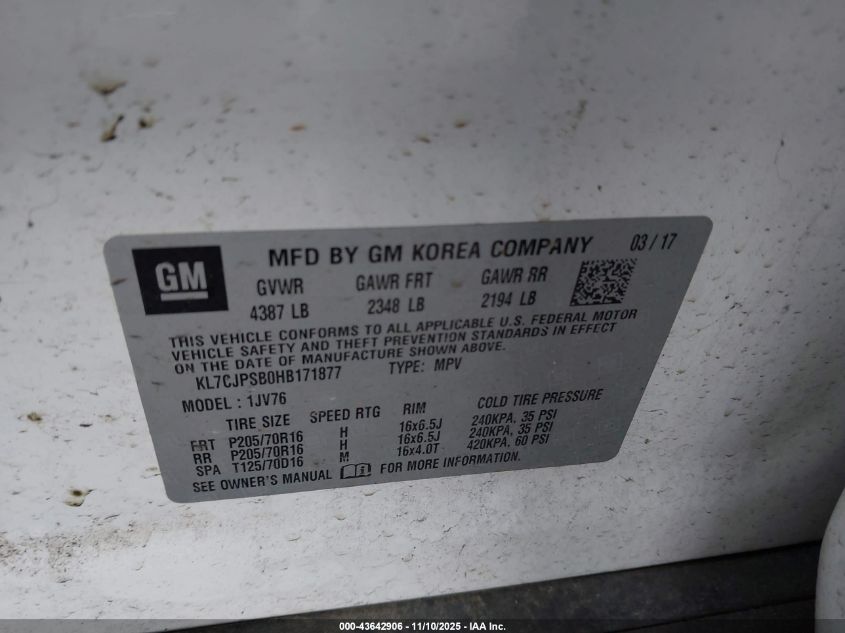 GM
MFD BY GM KOREA COMPANY 03/17
GVWR GAWR FRT GAWR RR
4387 LB 2348 LB 2194 LB
THIS VEHICLE CONFORMS TO ALL APPLICABLE U.S. FEDERAL MOTOR
VEHICLE SAFETY AND THEFT PREVENTION STANDARDS IN EFFECT
ON THE DATE OF MANUFACTURE SHOWN ABOVE.
KL7CJPSB0HB171877 TYPE: MPV
MODEL : 1JV76
TIRE SIZE SPEED RTG RIM COLD TIRE PRESSURE
FRT P205/70R16 H 16x6.5J 240KPA, 35 PSI
RR P205/70R16 H 16x6.5J 240KPA, 35 PSI
SPA T125/70D16 M 16x4.0T 420KPA, 60 PSI
SEE OWNER'S MANUAL FOR MORE INFORMATION.
000-43642906 - 11/10/2025 - IAA Inc.